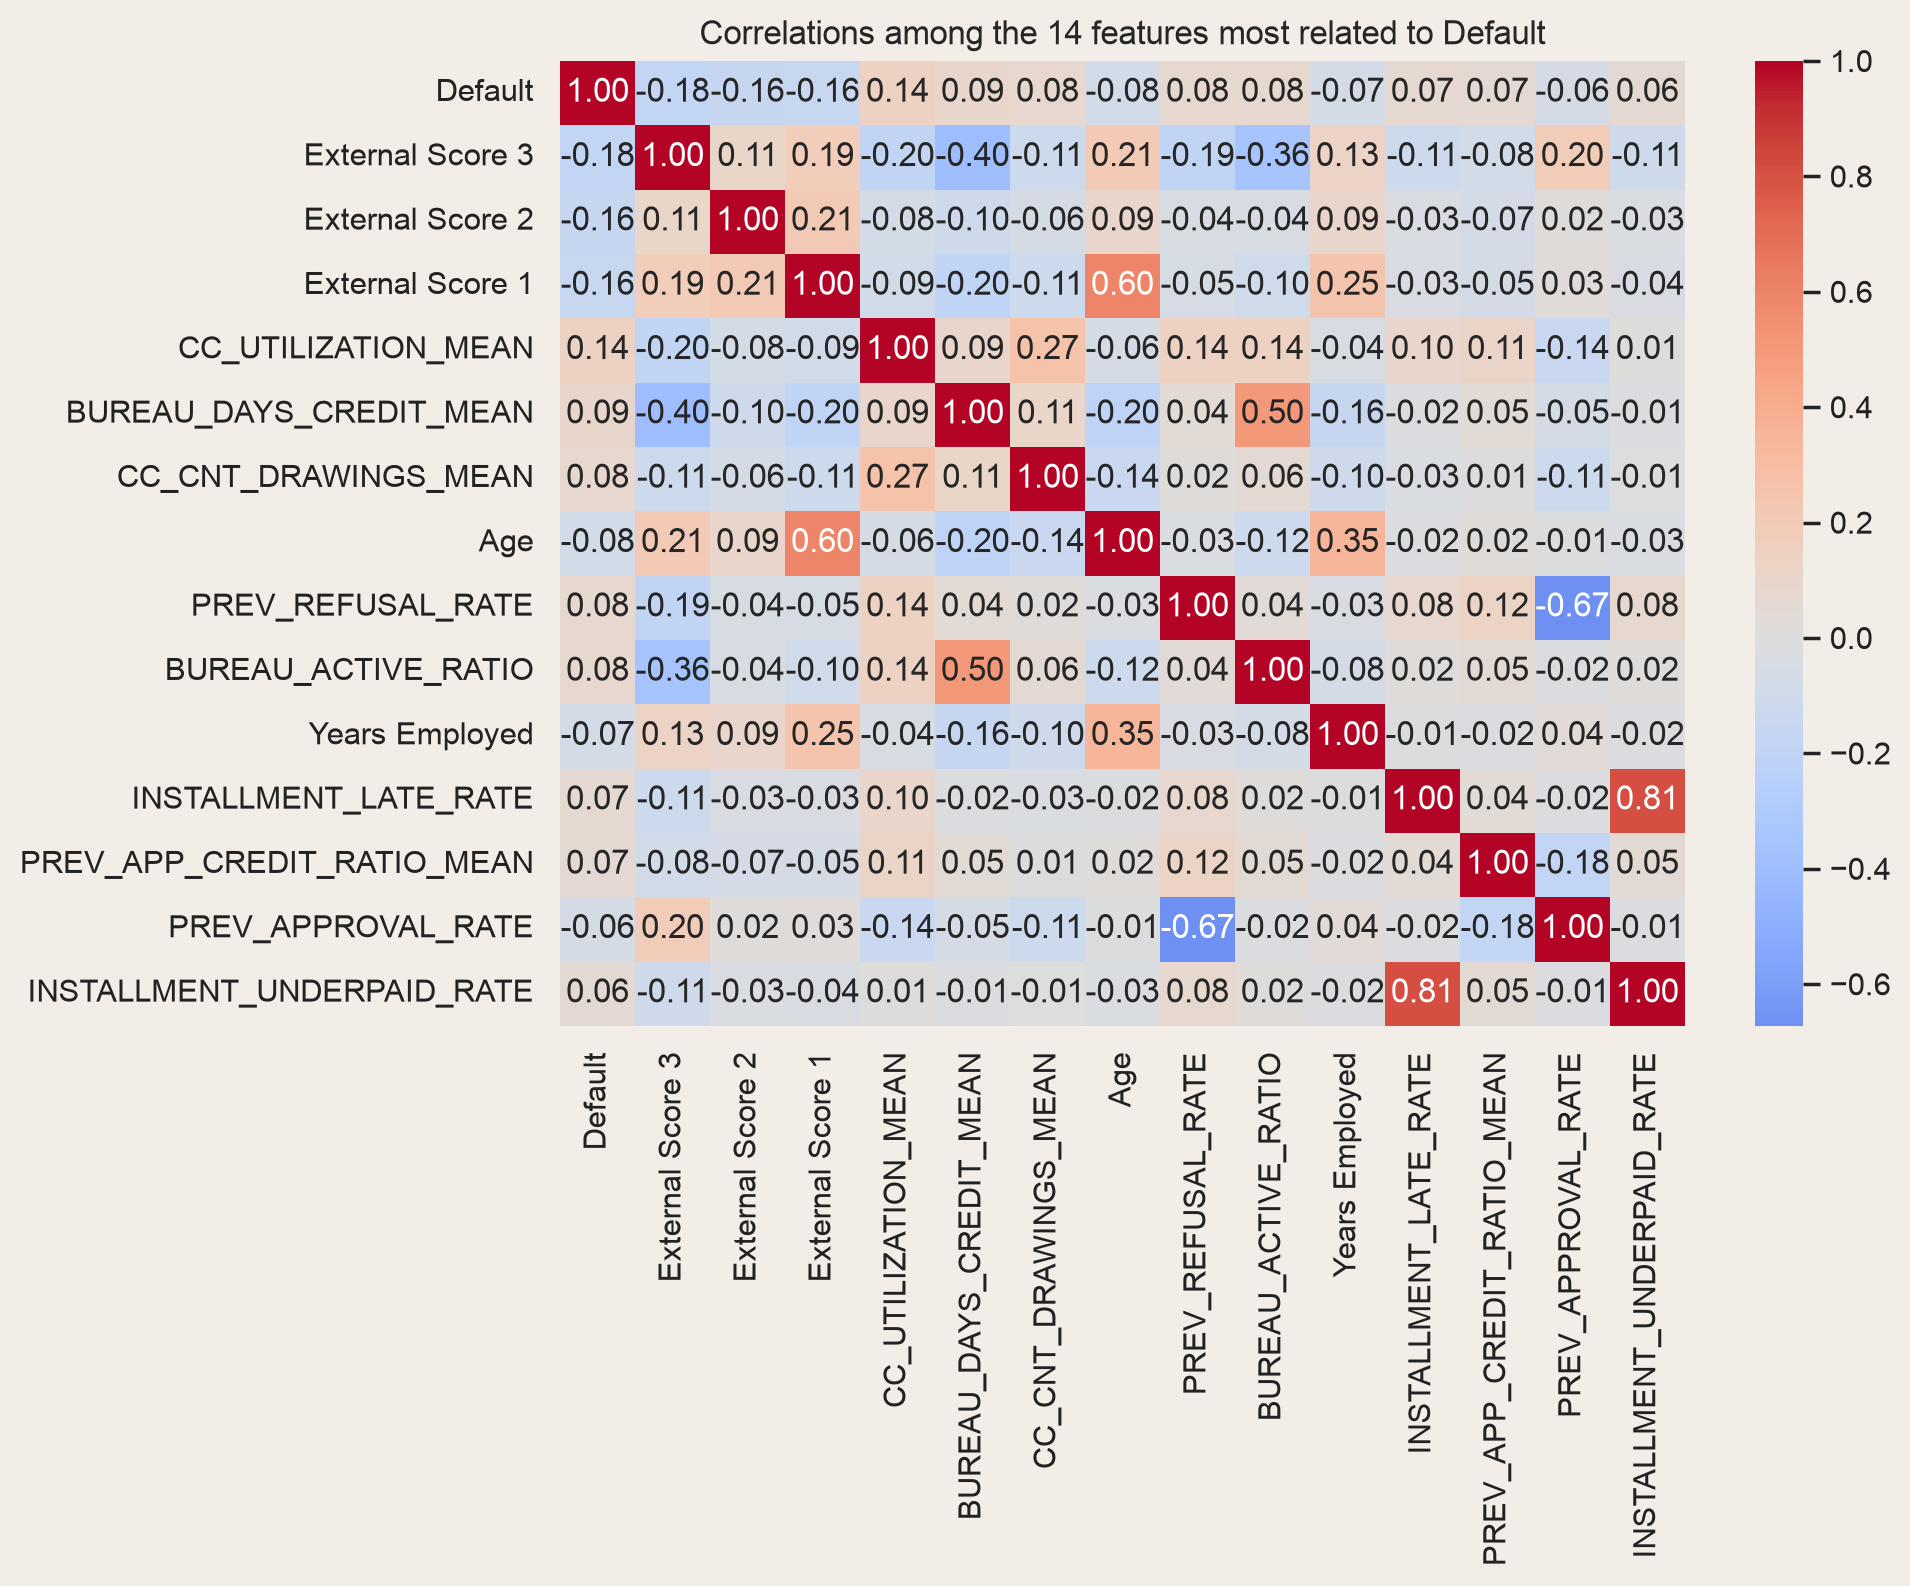 Correlations among the 14 features most related to Default
Default 1.00 -0.18 -0.16 -0.16 0.14 0.09 0.08 -0.08 0.08 0.08 -0.07 0.07 0.07 -0.06 0.06
External Score 3 -0.18 1.00 0.11 0.19 -0.20 -0.40 -0.11 0.21 -0.19 -0.36 0.13 -0.11 -0.08 0.20 -0.11
External Score 2 -0.16 0.11 1.00 0.21 -0.08 -0.10 -0.06 0.09 -0.04 -0.04 0.09 -0.03 -0.07 0.02 -0.03
External Score 1 -0.16 0.19 0.21 1.00 -0.09 -0.20 -0.11 0.60 -0.05 -0.10 0.25 -0.03 -0.05 0.03 -0.04
CC_UTILIZATION_MEAN 0.14 -0.20 -0.08 -0.09 1.00 0.09 0.27 -0.06 0.14 0.14 -0.04 0.10 0.11 -0.14 0.01
BUREAU_DAYS_CREDIT_MEAN 0.09 -0.40 -0.10 -0.20 0.09 1.00 0.11 -0.20 0.04 0.50 -0.16 -0.02 0.05 -0.05 -0.01
CC_CNT_DRAWINGS_MEAN 0.08 -0.11 -0.06 -0.11 0.27 0.11 1.00 -0.14 0.02 0.06 -0.10 -0.03 0.01 -0.11 -0.01
Age -0.08 0.21 0.09 0.60 -0.06 -0.20 -0.14 1.00 -0.03 -0.12 0.35 -0.02 0.02 -0.01 -0.03
PREV_REFUSAL_RATE 0.08 -0.19 -0.04 -0.05 0.14 0.04 0.02 -0.03 1.00 0.04 -0.03 0.08 0.12 -0.67 0.08
BUREAU_ACTIVE_RATIO 0.08 -0.36 -0.04 -0.10 0.14 0.50 0.06 -0.12 0.04 1.00 -0.08 0.02 0.05 -0.02 0.02
Years Employed -0.07 0.13 0.09 0.25 -0.04 -0.16 -0.10 0.35 -0.03 -0.08 1.00 -0.01 -0.02 0.04 -0.02
INSTALLMENT_LATE_RATE 0.07 -0.11 -0.03 -0.03 0.10 -0.02 -0.03 -0.02 0.08 0.02 -0.01 1.00 0.04 -0.02 0.81
PREV_APP_CREDIT_RATIO_MEAN 0.07 -0.08 -0.07 -0.05 0.11 0.05 0.01 0.02 0.12 0.05 -0.02 0.04 1.00 -0.18 0.05
PREV_APPROVAL_RATE -0.06 0.20 0.02 0.03 -0.14 -0.05 -0.11 -0.01 -0.67 -0.02 0.04 -0.02 -0.18 1.00 -0.01
INSTALLMENT_UNDERPAID_RATE 0.06 -0.11 -0.03 -0.04 0.01 -0.01 -0.01 -0.03 0.08 0.02 -0.02 0.81 0.05 -0.01 1.00
Default
External Score 3
External Score 2
External Score 1
CC_UTILIZATION_MEAN
BUREAU_DAYS_CREDIT_MEAN
CC_CNT_DRAWINGS_MEAN
Age
PREV_REFUSAL_RATE
BUREAU_ACTIVE_RATIO
Years Employed
INSTALLMENT_LATE_RATE
PREV_APP_CREDIT_RATIO_MEAN
PREV_APPROVAL_RATE
INSTALLMENT_UNDERPAID_RATE
1.0
0.8
0.6
0.4
0.2
0.0
−0.2
−0.4
−0.6